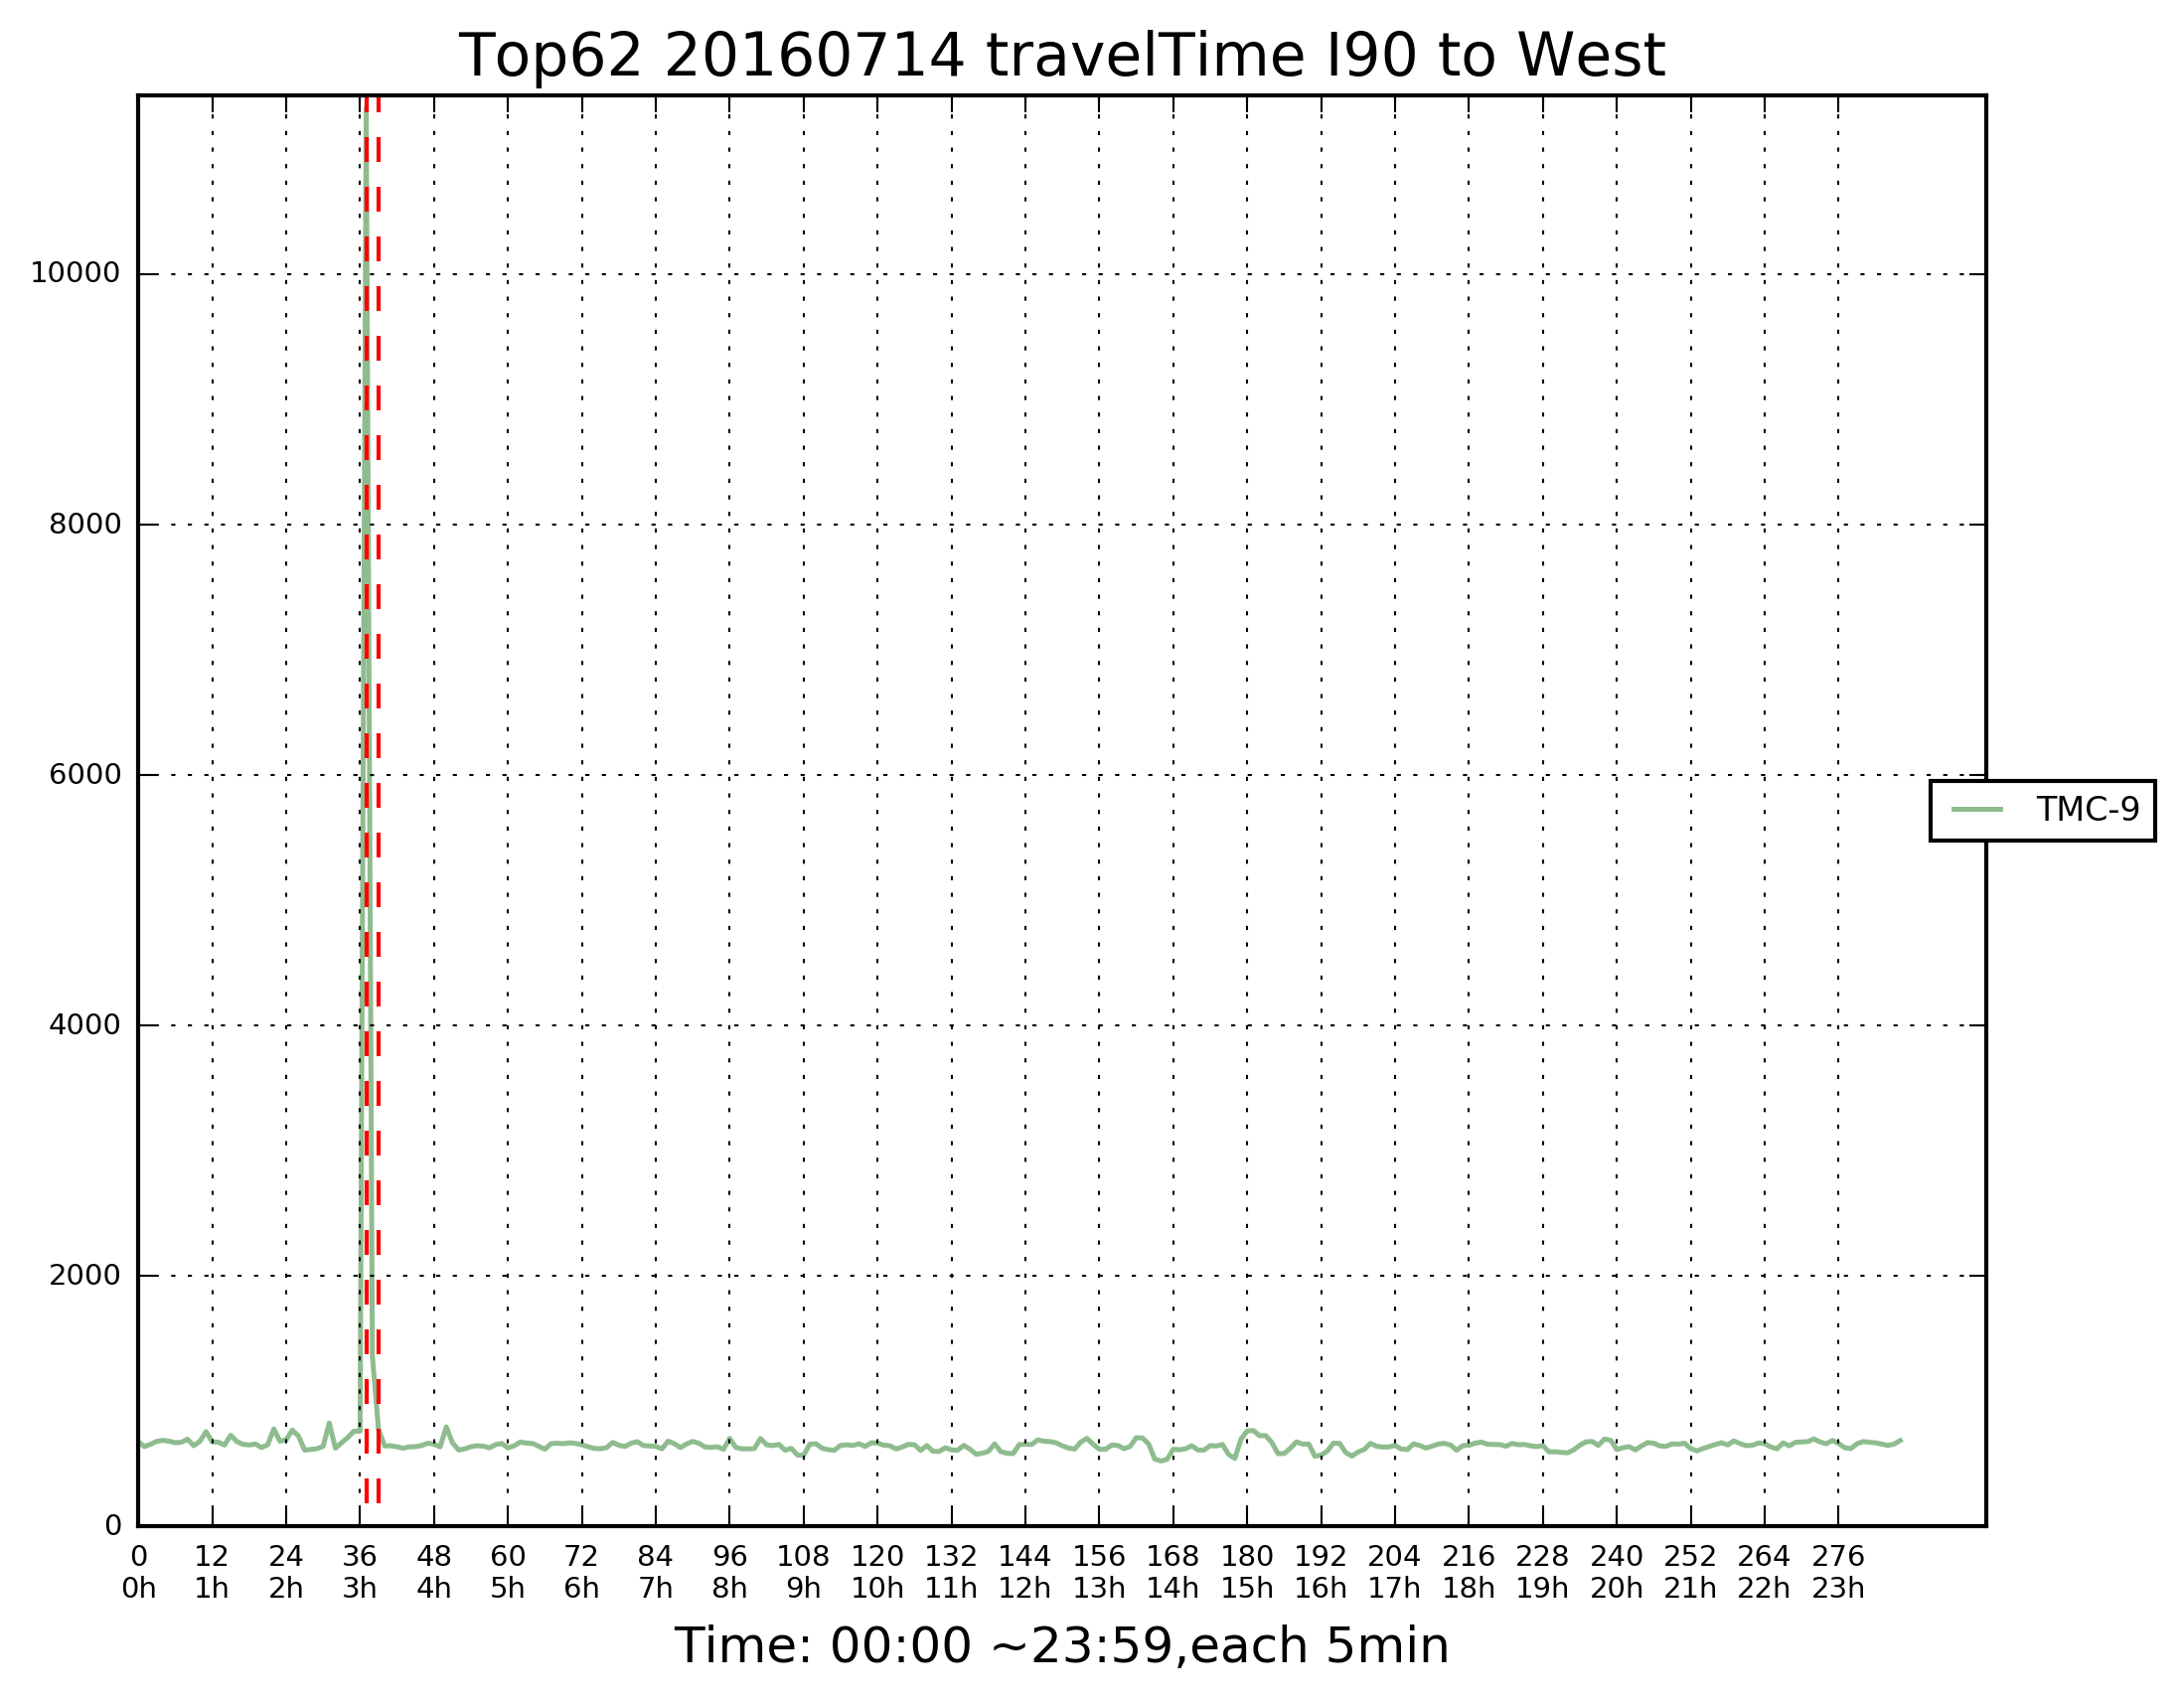 Top62 20160714 travelTime I90 to West
10000
8000
6000
4000
2000
0
TMC-9
0 12 24 36 48 60 72 84 96 108 120 132 144 156 168 180 192 204 216 228 240 252 264 276
0h 1h 2h 3h 4h 5h 6h 7h 8h 9h 10h 11h 12h 13h 14h 15h 16h 17h 18h 19h 20h 21h 22h 23h
Time: 00:00 ~23:59,each 5min